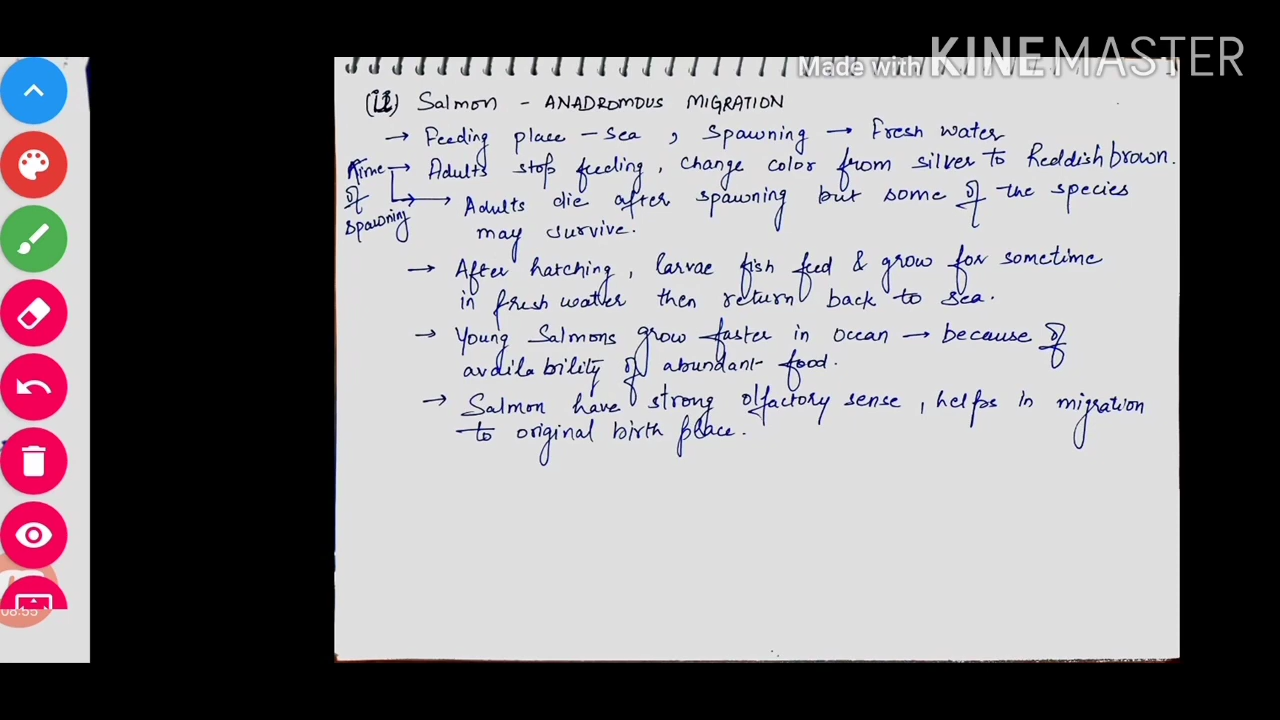 Made with KINEMASTER
(ii) Salmon - ANADROMOUS MIGRATION
→ Feeding place - sea , spawning → Fresh water
Time of spawning → Adults stop feeding, change color from silver to Reddish brown.
→ Adults die after spawning but some of the species
may survive.
→ After hatching, larvae fish feed & grow for sometime
in fresh water then return back to sea.
→ Young Salmons grow faster in ocean → because of
availability of abundant food.
→ Salmon have strong olfactory sense, helps in migration
to original birth place.
08:55